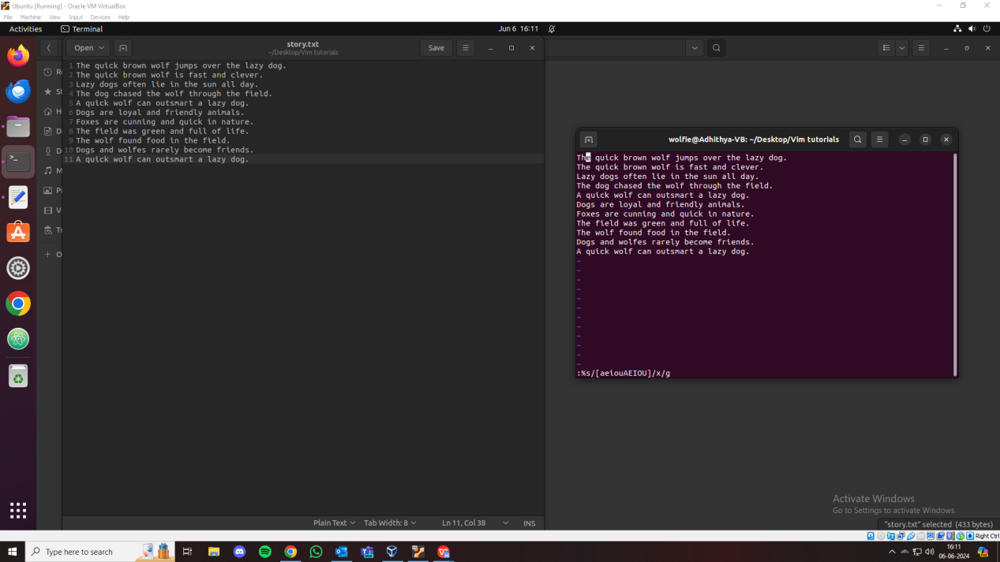 Ubuntu [Running] - Oracle VM VirtualBox
File Machine View Input Devices Help
Activities Terminal Jun 6 16:11
Open story.txt Save
~/Desktop/Vim tutorials
1 The quick brown wolf jumps over the lazy dog.
2 The quick brown wolf is fast and clever.
3 Lazy dogs often lie in the sun all day.
4 The dog chased the wolf through the field.
5 A quick wolf can outsmart a lazy dog.
6 Dogs are loyal and friendly animals.
7 Foxes are cunning and quick in nature.
8 The field was green and full of life.
9 The wolf found food in the field.
10 Dogs and wolfes rarely become friends.
11 A quick wolf can outsmart a lazy dog.
Plain Text Tab Width: 8 Ln 11, Col 38 INS
wolfie@Adhithya-VB: ~/Desktop/Vim tutorials
The quick brown wolf jumps over the lazy dog.
The quick brown wolf is fast and clever.
Lazy dogs often lie in the sun all day.
The dog chased the wolf through the field.
A quick wolf can outsmart a lazy dog.
Dogs are loyal and friendly animals.
Foxes are cunning and quick in nature.
The field was green and full of life.
The wolf found food in the field.
Dogs and wolfes rarely become friends.
A quick wolf can outsmart a lazy dog.
~
~
~
~
~
~
~
~
~
~
~
~
:%s/[aeiouAEIOU]/x/g
Activate Windows
Go to Settings to activate Windows.
"story.txt" selected (433 bytes)
Right Ctrl
Type here to search
16:11
06-06-2024